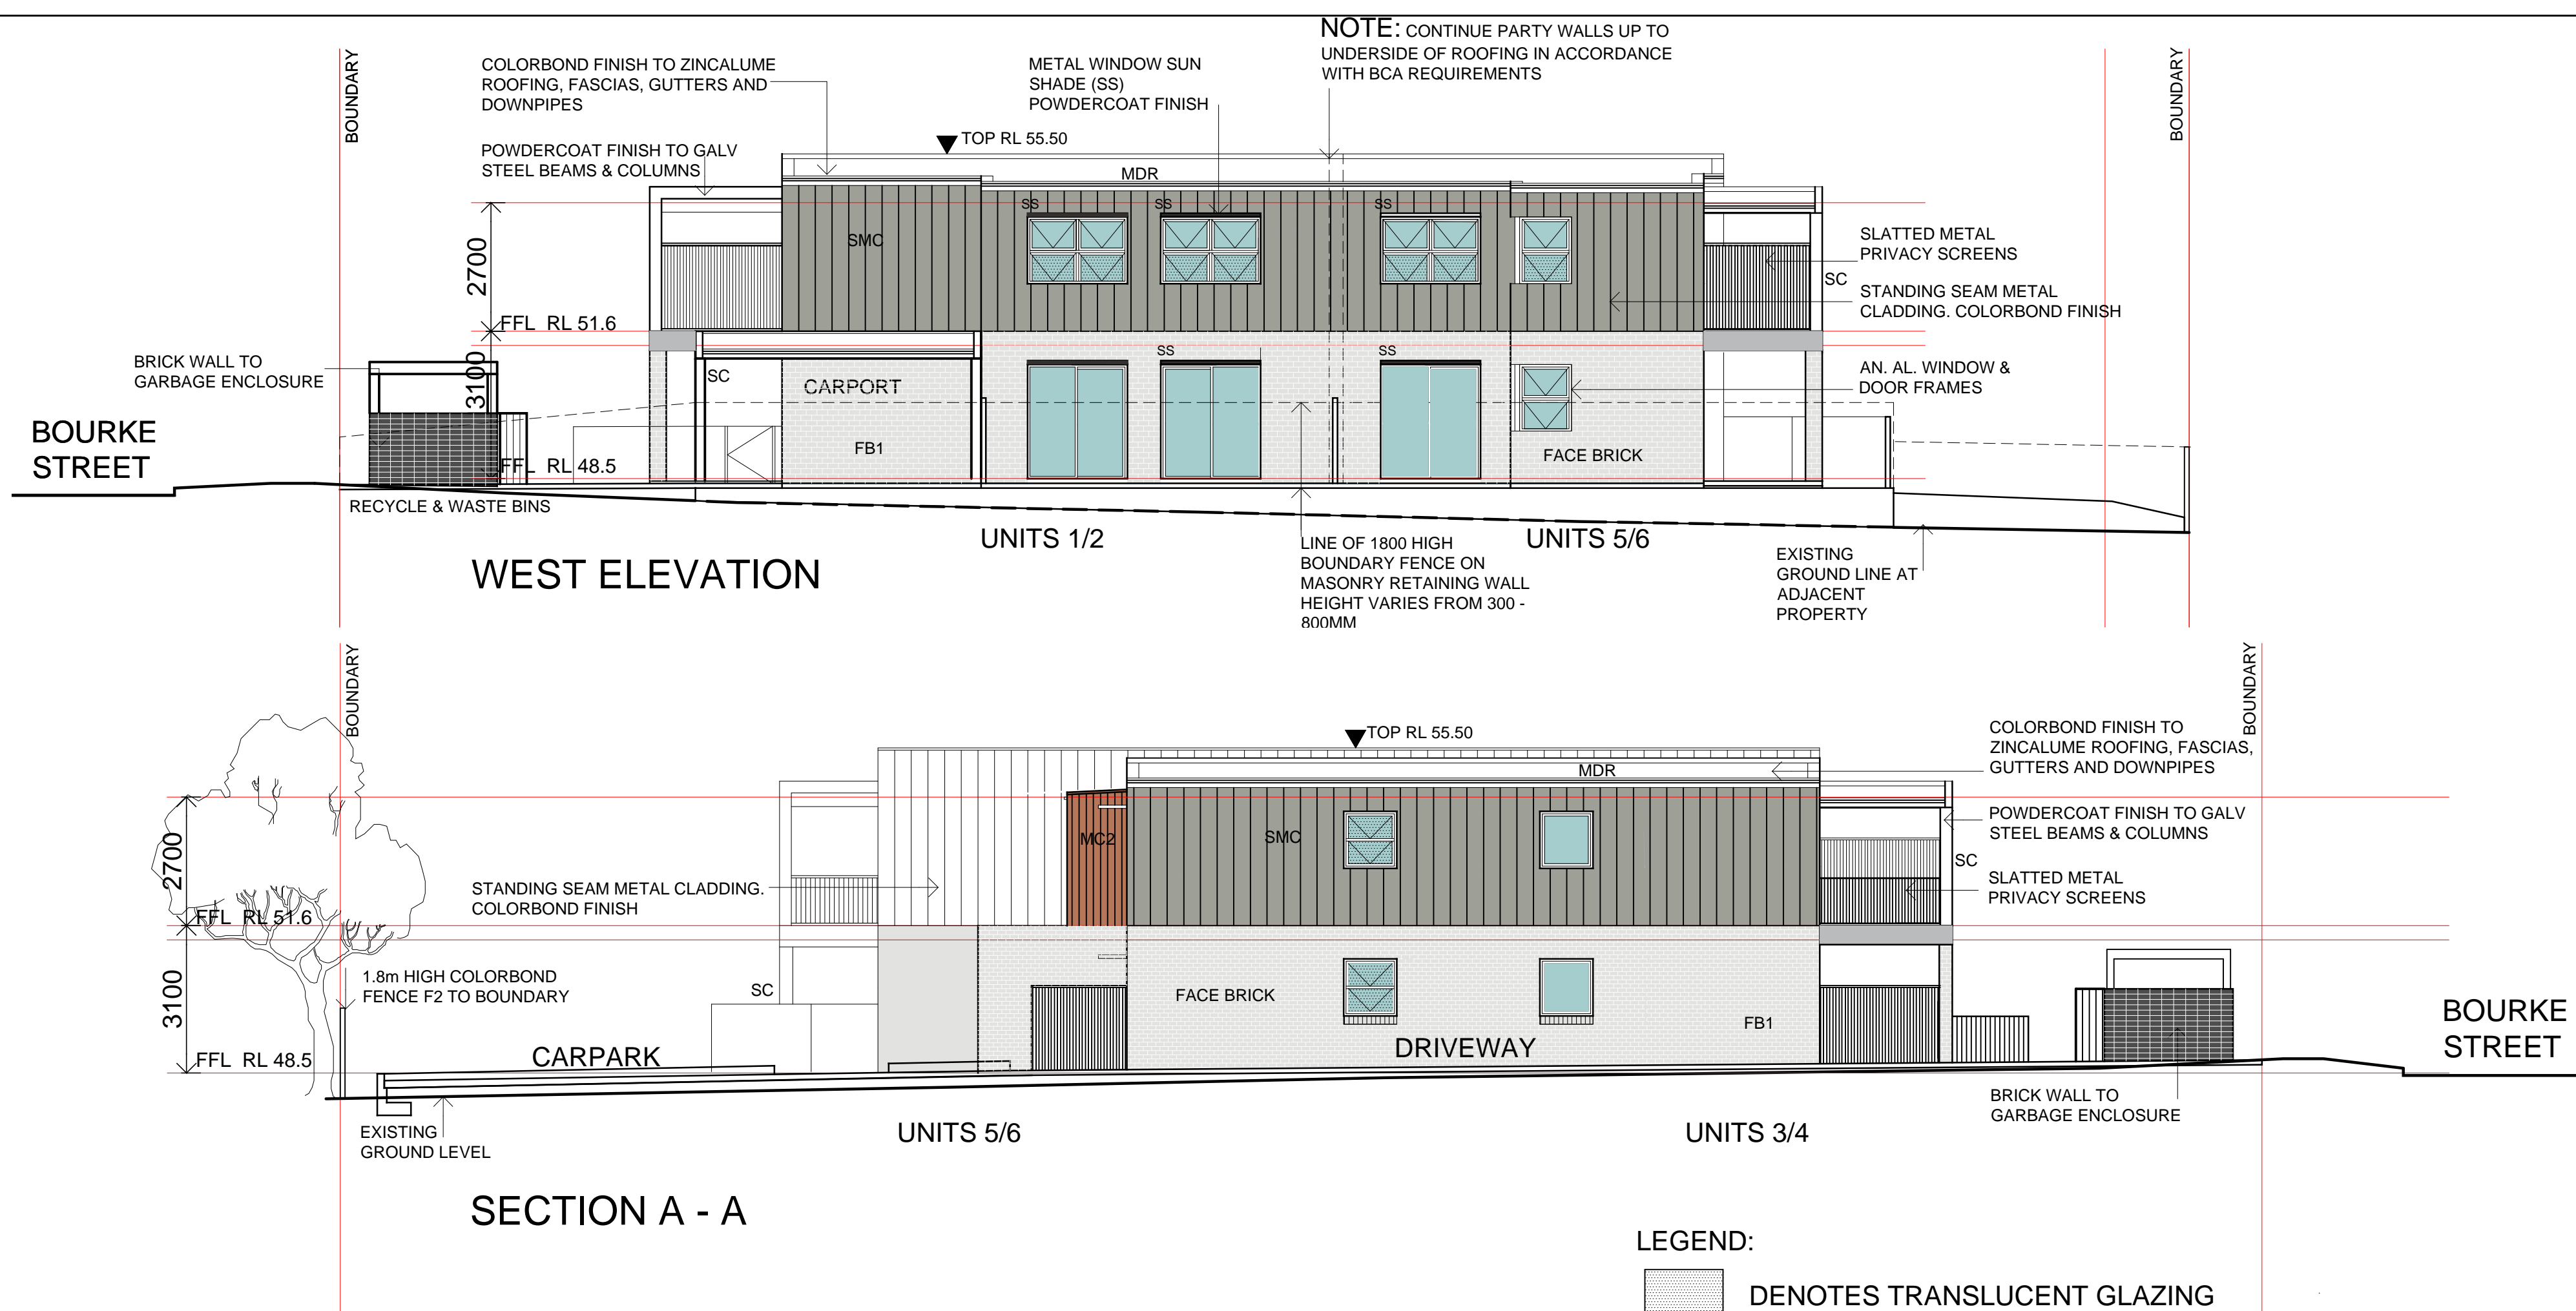 NOTE: CONTINUE PARTY WALLS UP TO
UNDERSIDE OF ROOFING IN ACCORDANCE
WITH BCA REQUIREMENTS
BOUNDARY
COLORBOND FINISH TO ZINCALUME
ROOFING, FASCIAS, GUTTERS AND
DOWNPIPES
METAL WINDOW SUN
SHADE (SS)
POWDERCOAT FINISH
BOUNDARY
POWDERCOAT FINISH TO GALV
STEEL BEAMS & COLUMNS
TOP RL 55.50
MDR
SS
SS
SS
SMC
2700
SLATTED METAL
PRIVACY SCREENS
SC
STANDING SEAM METAL
CLADDING. COLORBOND FINISH
FFL RL 51.6
BRICK WALL TO
GARBAGE ENCLOSURE
3100
SC
CARPORT
SS
SS
AN. AL. WINDOW &
DOOR FRAMES
BOURKE
STREET
FB1
FACE BRICK
FFL RL 48.5
RECYCLE & WASTE BINS
UNITS 1/2
UNITS 5/6
LINE OF 1800 HIGH
BOUNDARY FENCE ON
MASONRY RETAINING WALL
HEIGHT VARIES FROM 300 -
800MM
EXISTING
GROUND LINE AT
ADJACENT
PROPERTY
WEST ELEVATION
BOUNDARY
BOUNDARY
TOP RL 55.50
COLORBOND FINISH TO
ZINCALUME ROOFING, FASCIAS,
GUTTERS AND DOWNPIPES
MDR
POWDERCOAT FINISH TO GALV
STEEL BEAMS & COLUMNS
2700
MC2
SMC
SC
STANDING SEAM METAL CLADDING.
COLORBOND FINISH
SLATTED METAL
PRIVACY SCREENS
FFL RL 51.6
1.8m HIGH COLORBOND
FENCE F2 TO BOUNDARY
3100
SC
FACE BRICK
FB1
BOURKE
STREET
FFL RL 48.5
CARPARK
DRIVEWAY
BRICK WALL TO
GARBAGE ENCLOSURE
EXISTING
GROUND LEVEL
UNITS 5/6
UNITS 3/4
SECTION A - A
LEGEND:
DENOTES TRANSLUCENT GLAZING